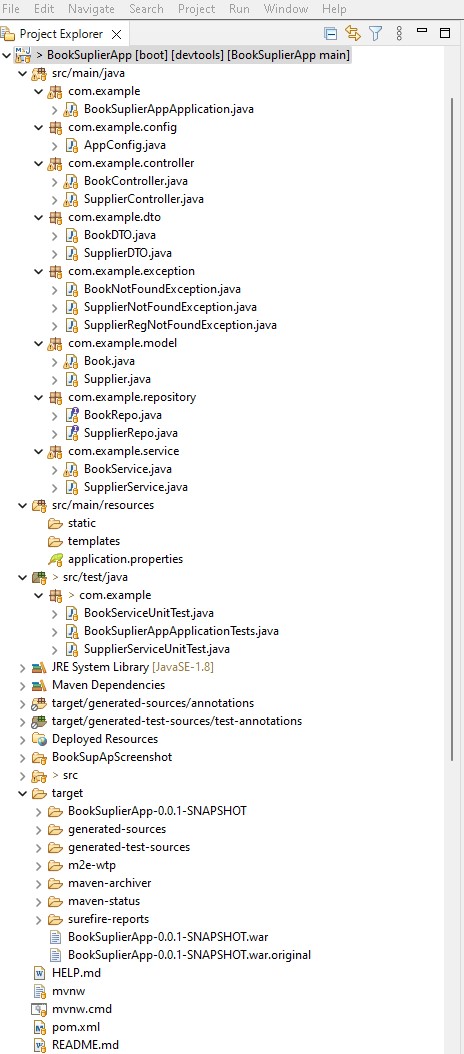 File Edit Navigate Search Project Run Window Help
Project Explorer
> BookSuplierApp [boot] [devtools] [BookSuplierApp main]
src/main/java
com.example
BookSuplierAppApplication.java
com.example.config
AppConfig.java
com.example.controller
BookController.java
SupplierController.java
com.example.dto
BookDTO.java
SupplierDTO.java
com.example.exception
BookNotFoundException.java
SupplierNotFoundException.java
SupplierRegNotFoundException.java
com.example.model
Book.java
Supplier.java
com.example.repository
BookRepo.java
SupplierRepo.java
com.example.service
BookService.java
SupplierService.java
src/main/resources
static
templates
application.properties
> src/test/java
> com.example
BookServiceUnitTest.java
BookSuplierAppApplicationTests.java
SupplierServiceUnitTest.java
JRE System Library [JavaSE-1.8]
Maven Dependencies
target/generated-sources/annotations
target/generated-test-sources/test-annotations
Deployed Resources
BookSupApScreenshot
> src
target
BookSuplierApp-0.0.1-SNAPSHOT
generated-sources
generated-test-sources
m2e-wtp
maven-archiver
maven-status
surefire-reports
BookSuplierApp-0.0.1-SNAPSHOT.war
BookSuplierApp-0.0.1-SNAPSHOT.war.original
HELP.md
mvnw
mvnw.cmd
pom.xml
README.md